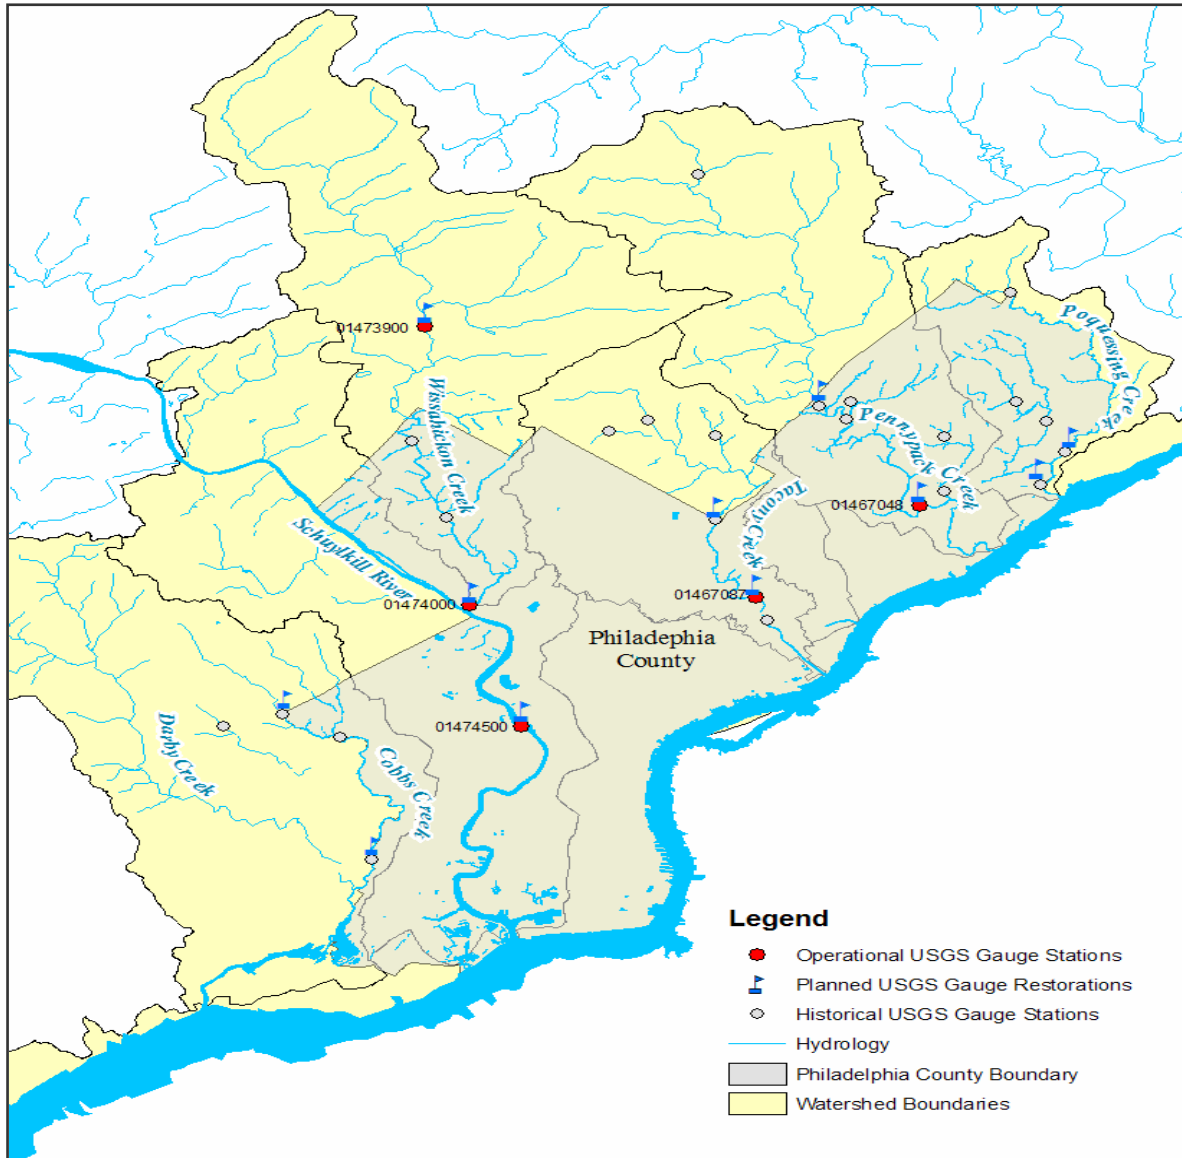 Poquessing Creek
01473900
Wissahickon Creek
Pennypack Creek
Tacony Creek
01467048
Schuylkill River
01474000
01467087
Philadephia
County
Darby Creek
01474500
Cobbs Creek
Legend
Operational USGS Gauge Stations
Planned USGS Gauge Restorations
Historical USGS Gauge Stations
Hydrology
Philadelphia County Boundary
Watershed Boundaries